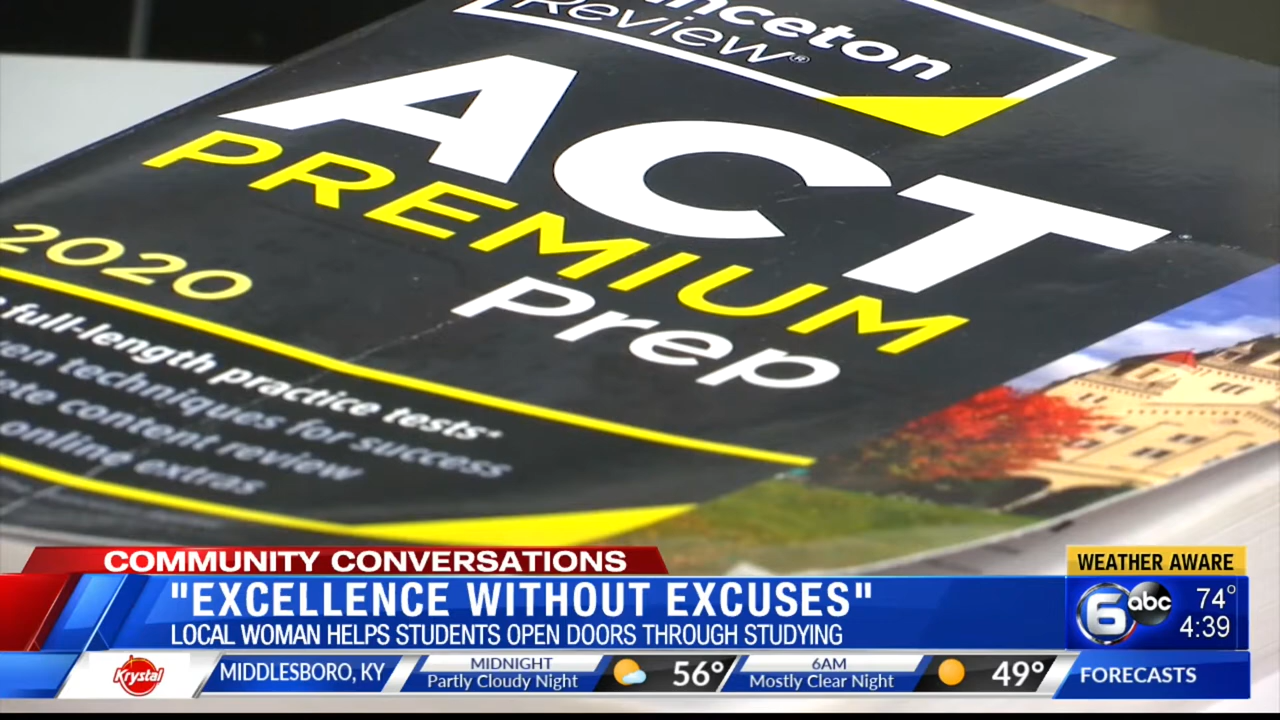 Review®
ACT
PREMIUM
Prep
2020
full-length practice tests*
techniques for success
content review
online extras
COMMUNITY CONVERSATIONS
"EXCELLENCE WITHOUT EXCUSES"
LOCAL WOMAN HELPS STUDENTS OPEN DOORS THROUGH STUDYING
WEATHER AWARE
6 abc
74°
4:39
Krystal
MIDDLESBORO, KY
MIDNIGHT
Partly Cloudy Night
56°
6AM
Mostly Clear Night
49°
FORECASTS